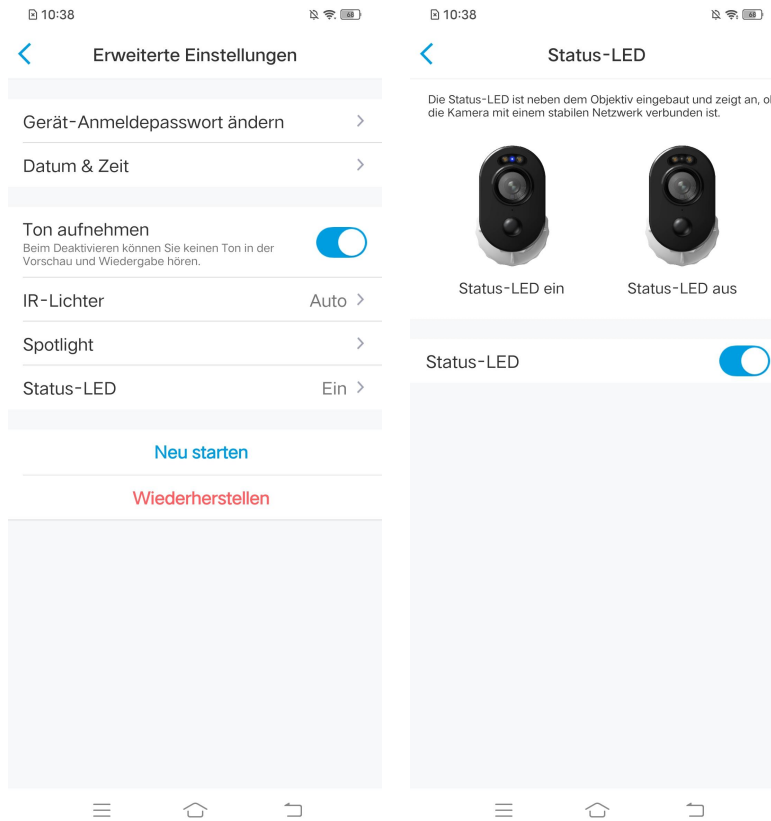 10:38
68
Erweiterte Einstellungen
Gerät-Anmeldepasswort ändern
Datum & Zeit
Ton aufnehmen
Beim Deaktivieren können Sie keinen Ton in der
Vorschau und Wiedergabe hören.
IR-Lichter Auto
Spotlight
Status-LED Ein
Neu starten
Wiederherstellen
10:38
68
Status-LED
Die Status-LED ist neben dem Objektiv eingebaut und zeigt an,
die Kamera mit einem stabilen Netzwerk verbunden ist.
Status-LED ein Status-LED aus
Status-LED